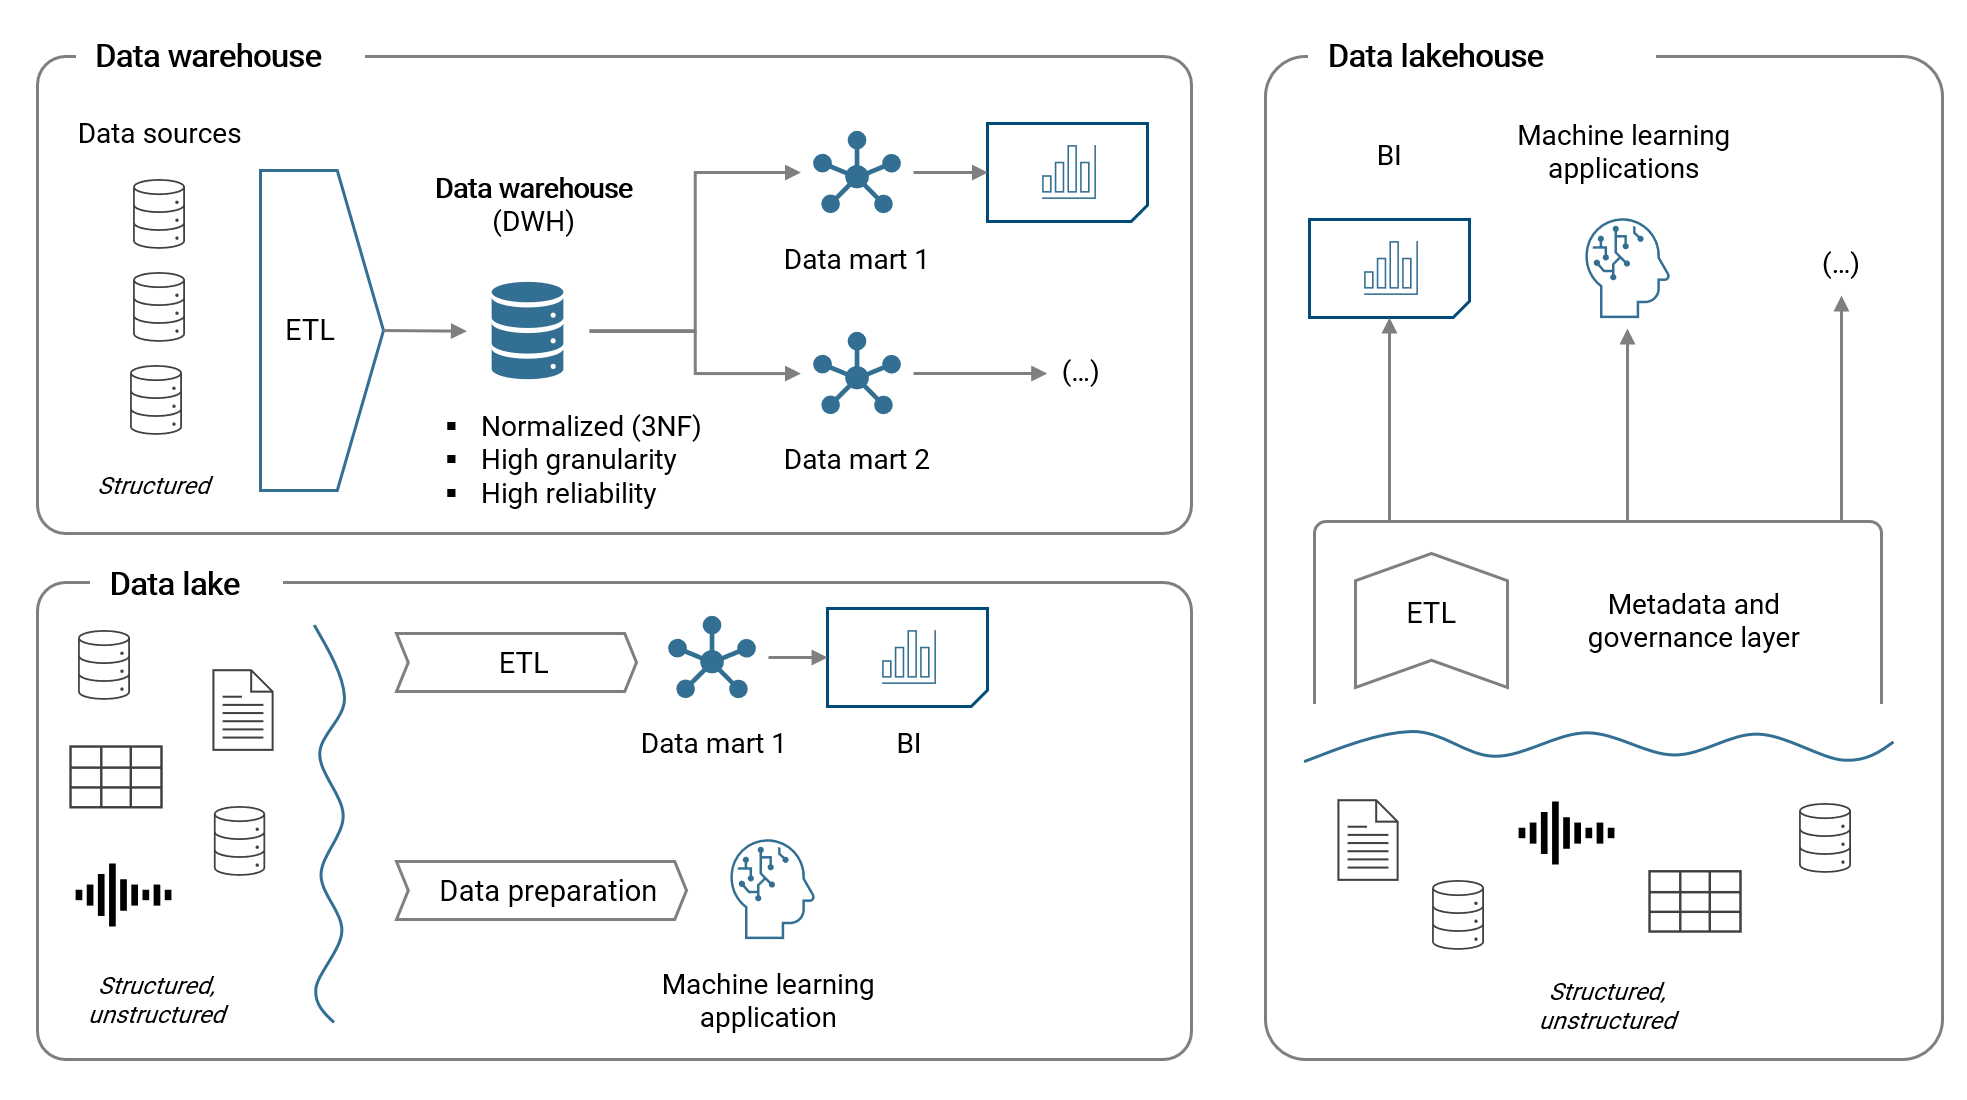 Data warehouse
Data sources
Structured
ETL
Data warehouse
(DWH)
▪ Normalized (3NF)
▪ High granularity
▪ High reliability
Data mart 1
Data mart 2
(...)
Data lake
Structured,
unstructured
ETL
Data mart 1
BI
Data preparation
Machine learning
application
Data lakehouse
BI
Machine learning
applications
(...)
ETL
Metadata and
governance layer
Structured,
unstructured